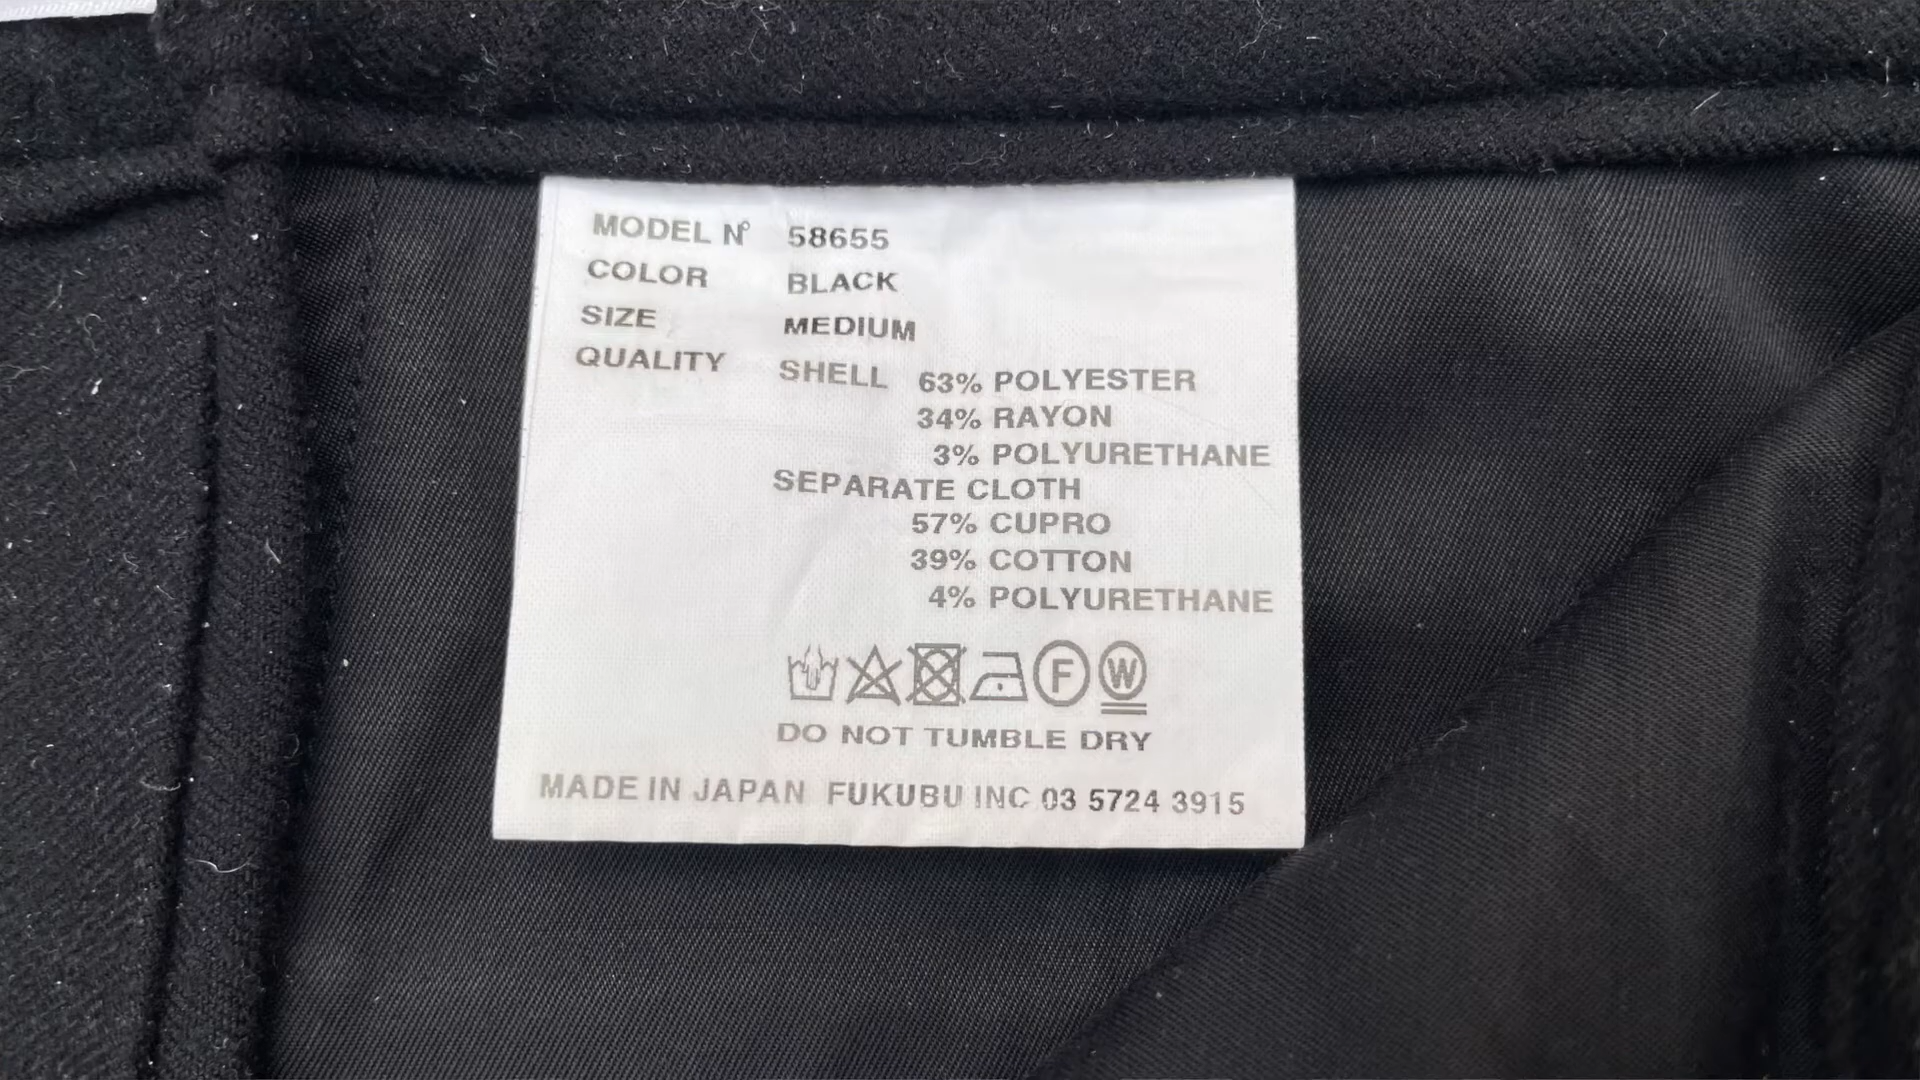 MODEL Nº 58655
COLOR BLACK
SIZE MEDIUM
QUALITY SHELL 63% POLYESTER
34% RAYON
3% POLYURETHANE
SEPARATE CLOTH
57% CUPRO
39% COTTON
4% POLYURETHANE
F W
DO NOT TUMBLE DRY
MADE IN JAPAN FUKUBU INC 03 5724 3915